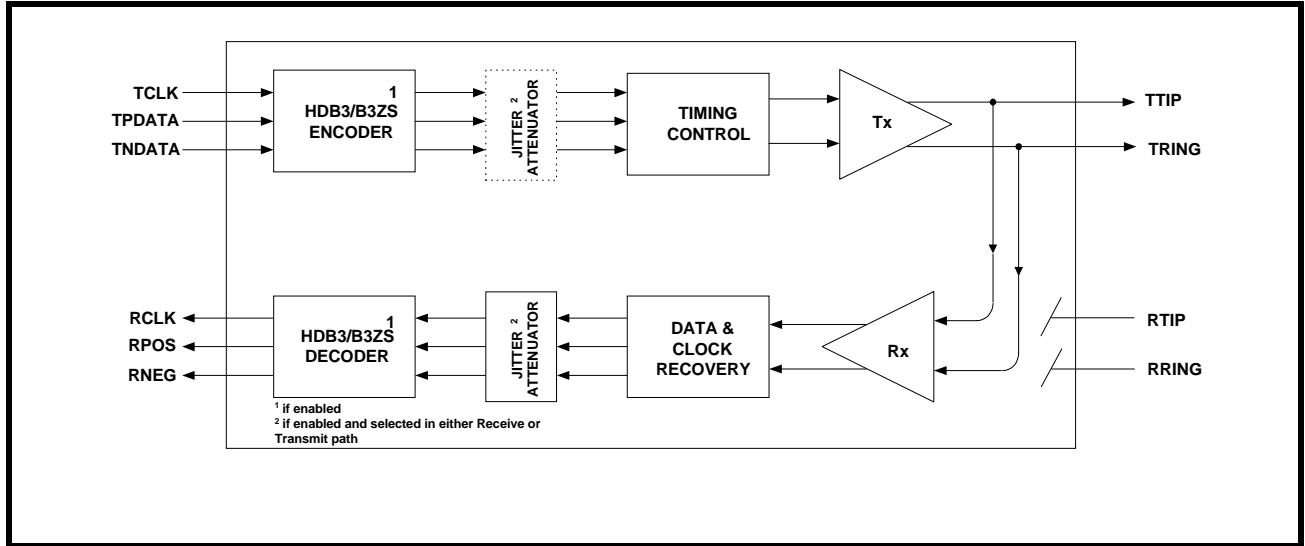 TCLK
TPDATA
TNDATA
1
HDB3/B3ZS
ENCODER
JITTER 2
ATTENUATOR
TIMING
CONTROL
Tx
TTIP
TRING
RCLK
RPOS
RNEG
1
HDB3/B3ZS
DECODER
JITTER 2
ATTENUATOR
DATA &
CLOCK
RECOVERY
Rx
RTIP
RRING
1 if enabled
2 if enabled and selected in either Receive or
Transmit path